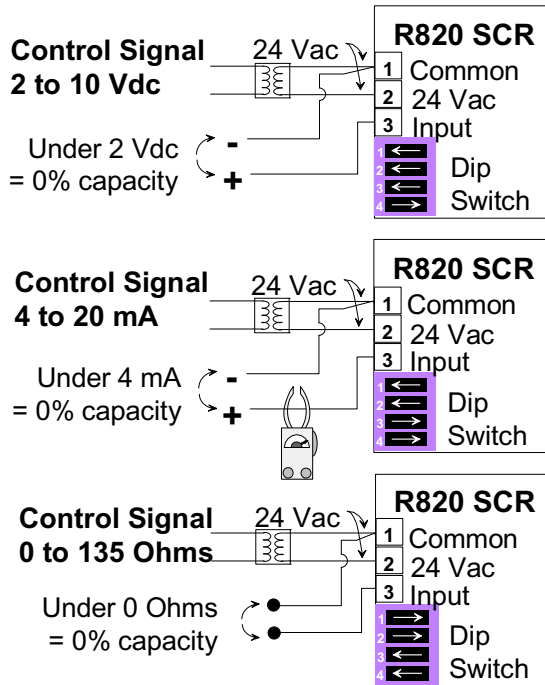 Control Signal
2 to 10 Vdc
24 Vac
Under 2 Vdc
= 0% capacity
-
+
R820 SCR
1 Common
2 24 Vac
3 Input
1 ←
2 ←
3 ←
4 →
Dip
Switch
Control Signal
4 to 20 mA
24 Vac
Under 4 mA
= 0% capacity
-
+
R820 SCR
1 Common
2 24 Vac
3 Input
1 ←
2 ←
3 →
4 →
Dip
Switch
Control Signal
0 to 135 Ohms
24 Vac
Under 0 Ohms
= 0% capacity
R820 SCR
1 Common
2 24 Vac
3 Input
1 →
2 →
3 ←
4 ←
Dip
Switch